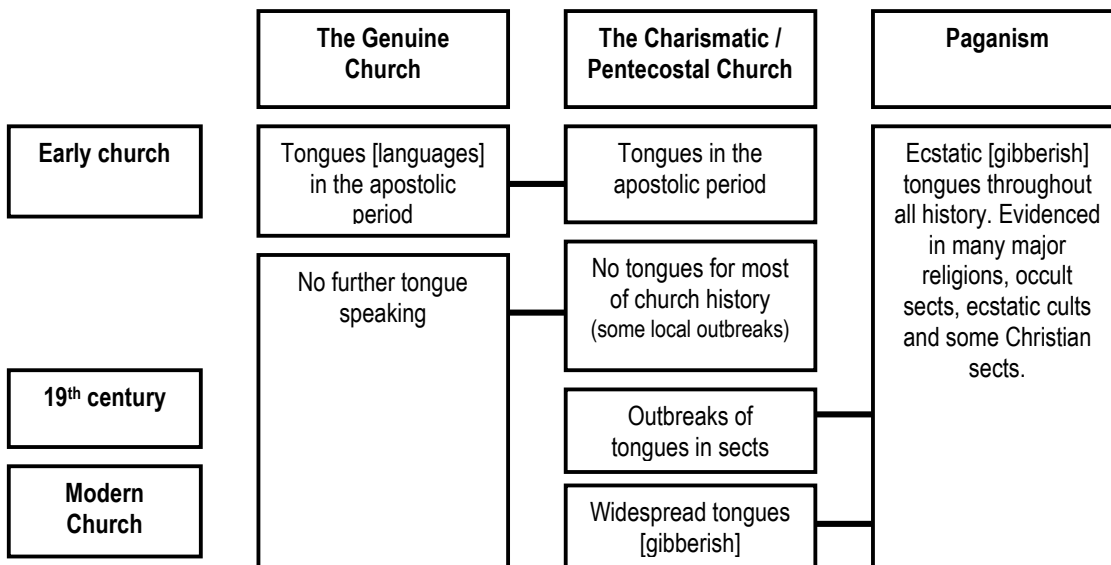 The Genuine
Church
The Charismatic /
Pentecostal Church
Paganism
Early church
Tongues [languages]
in the apostolic
period
Tongues in the
apostolic period
Ecstatic [gibberish]
tongues throughout
all history. Evidenced
in many major
religions, occult
sects, ecstatic cults
and some Christian
sects.
No further tongue
speaking
No tongues for most
of church history
(some local outbreaks)
19th century
Outbreaks of
tongues in sects
Modern
Church
Widespread tongues
[gibberish]